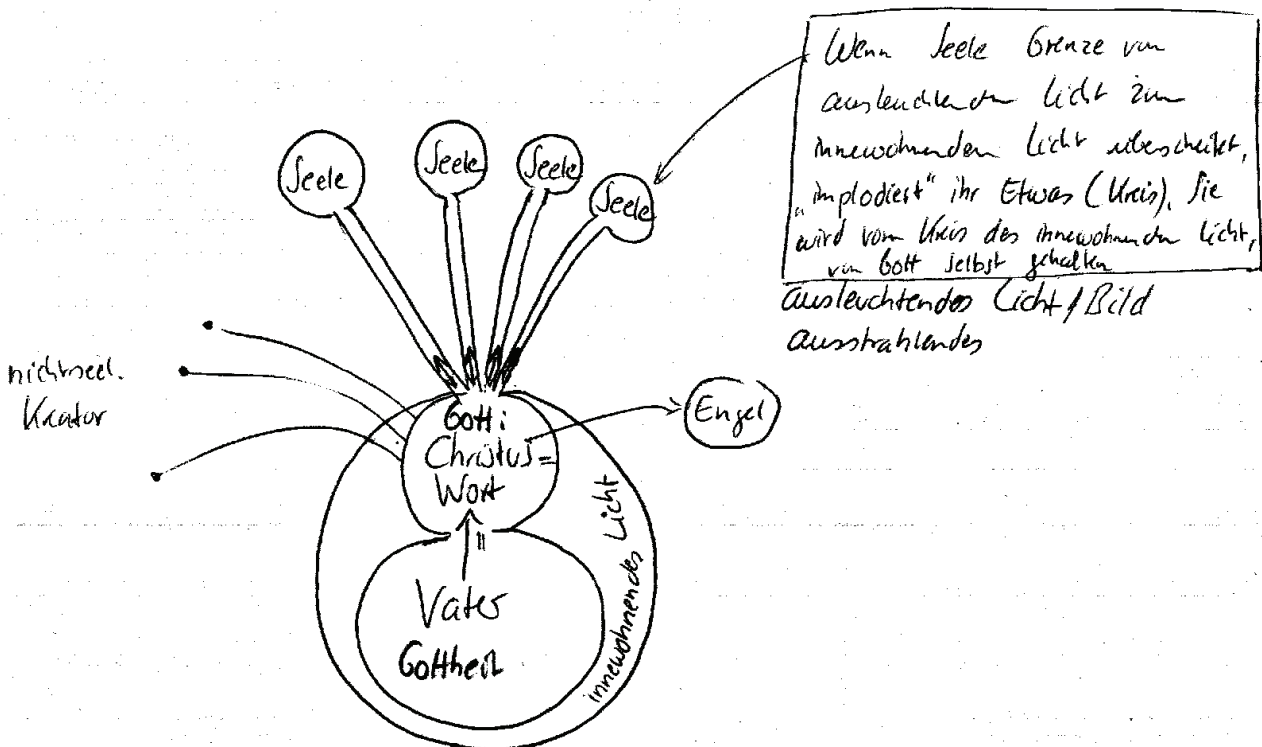 Wenn Seele Grenze von
ausleuchtendem Licht zum
innewohnenden Licht überschreitet,
"implodiert" ihr Etwas (Kreis). Sie
wird vom Kreis des innewohnenden Licht,
von Gott selbst gehalten
ausleuchtendes Licht / Bild
ausstrahlendes
Seele
Seele
Seele
Seele
nichtseel.
Kreatur
Gott:
Christus =
Wort
Engel
innewohnendes Licht
Vater
Gottheit